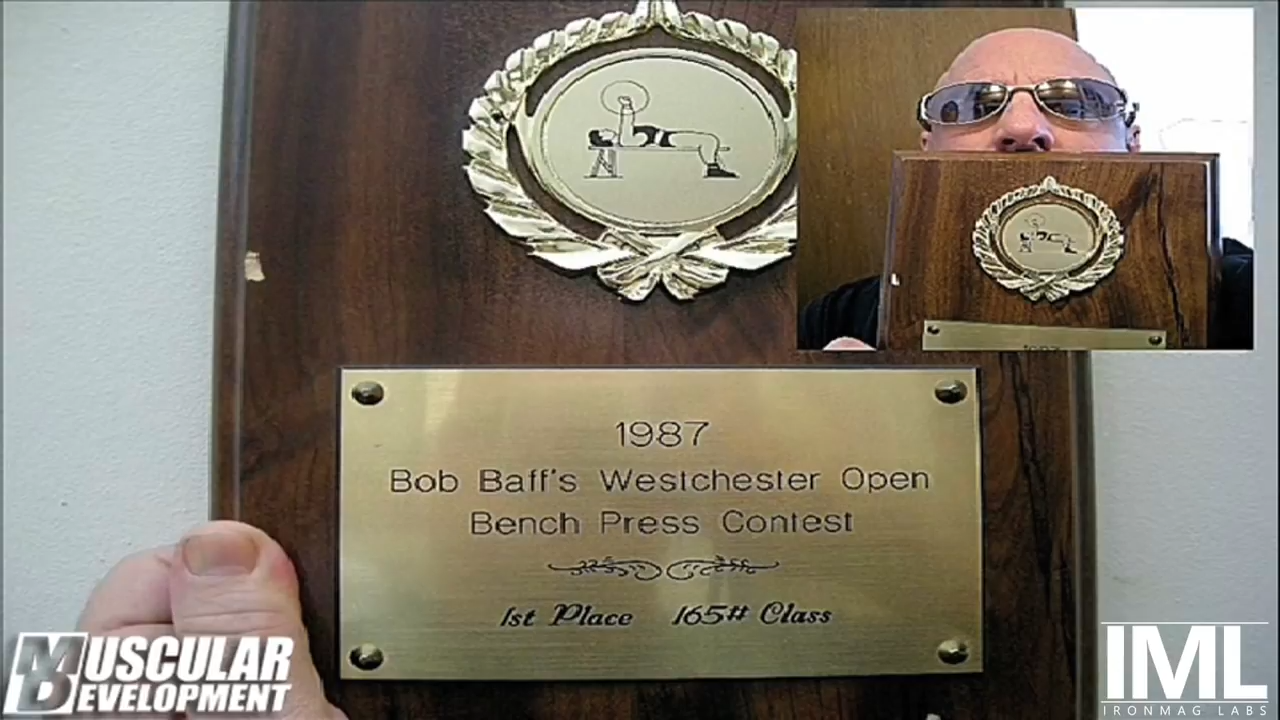 1987
Bob Baff's Westchester Open
Bench Press Contest
1st Place 165# Class
MUSCULAR
DEVELOPMENT
IML
IRONMAG LABS